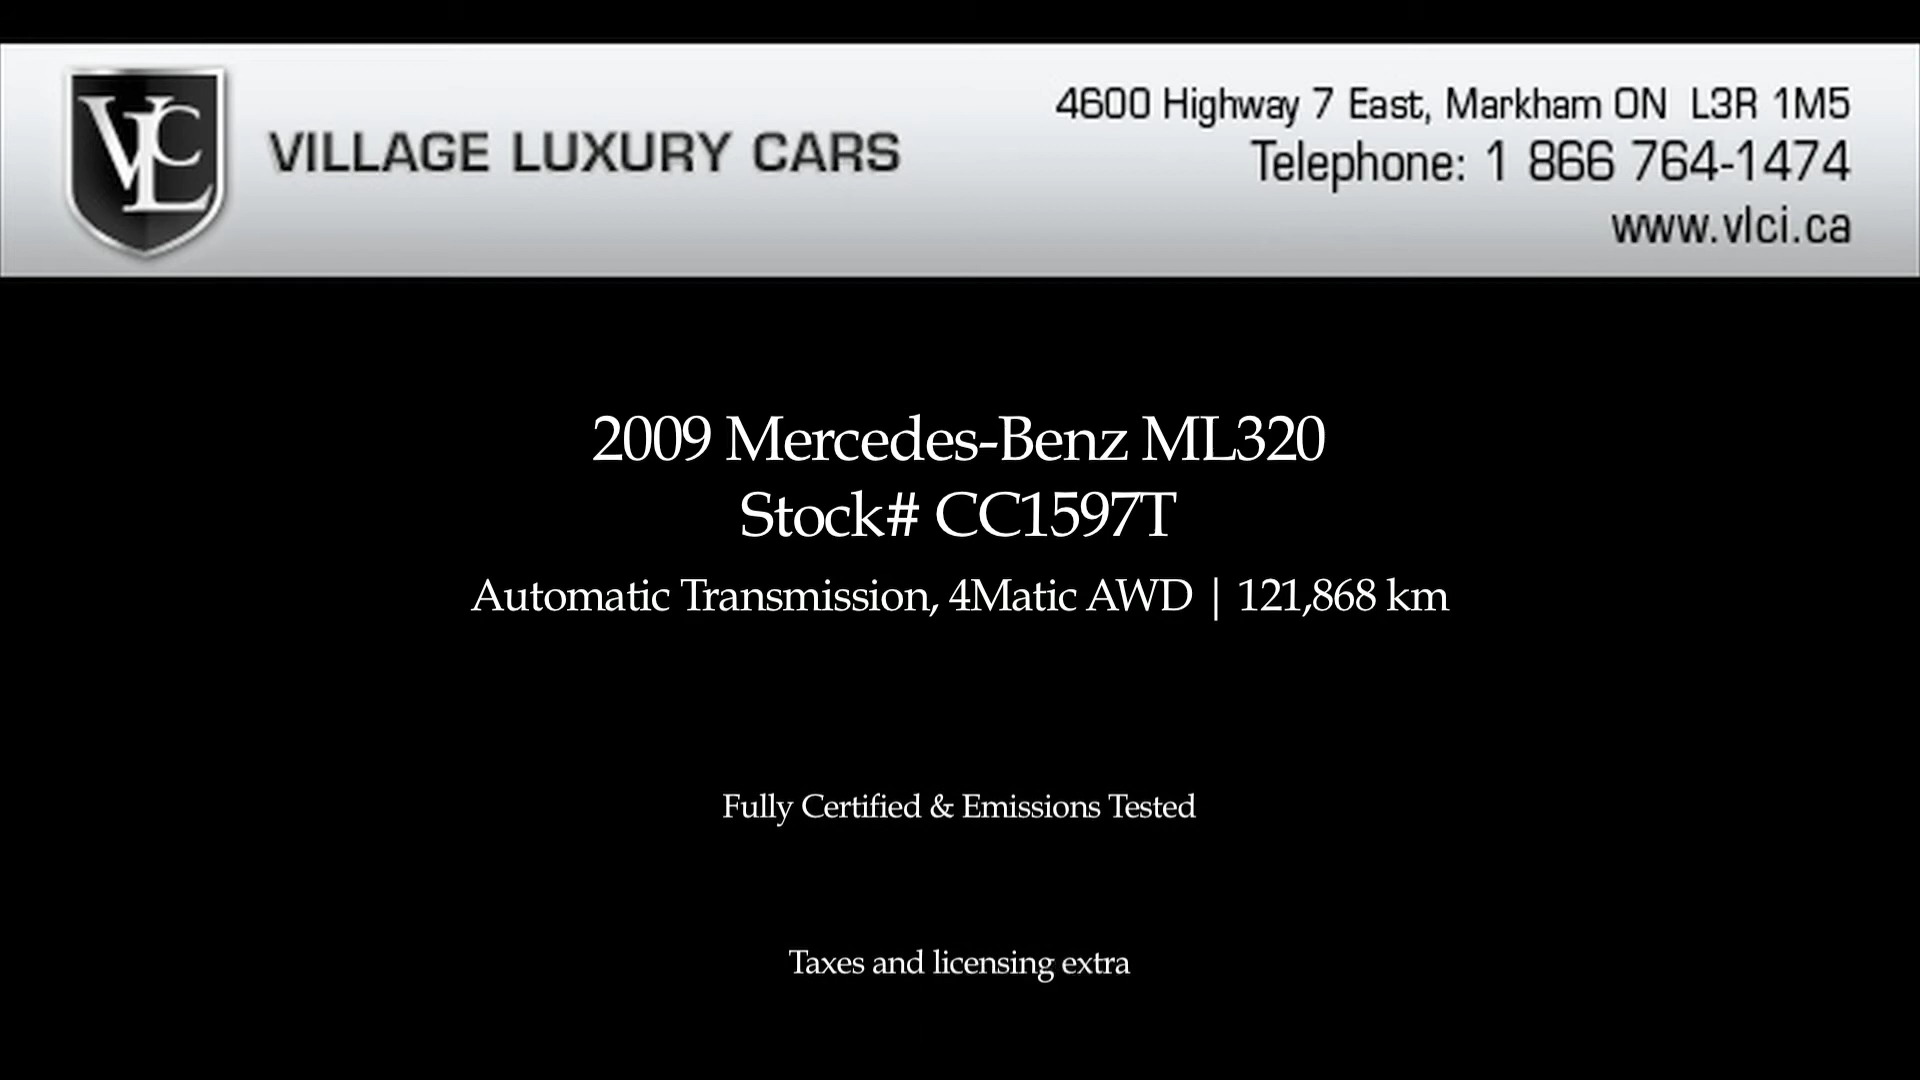 VLC
VILLAGE LUXURY CARS
4600 Highway 7 East, Markham ON L3R 1M5
Telephone: 1 866 764-1474
www.vlci.ca
2009 Mercedes-Benz ML320
Stock# CC1597T
Automatic Transmission, 4Matic AWD | 121,868 km
Fully Certified & Emissions Tested
Taxes and licensing extra